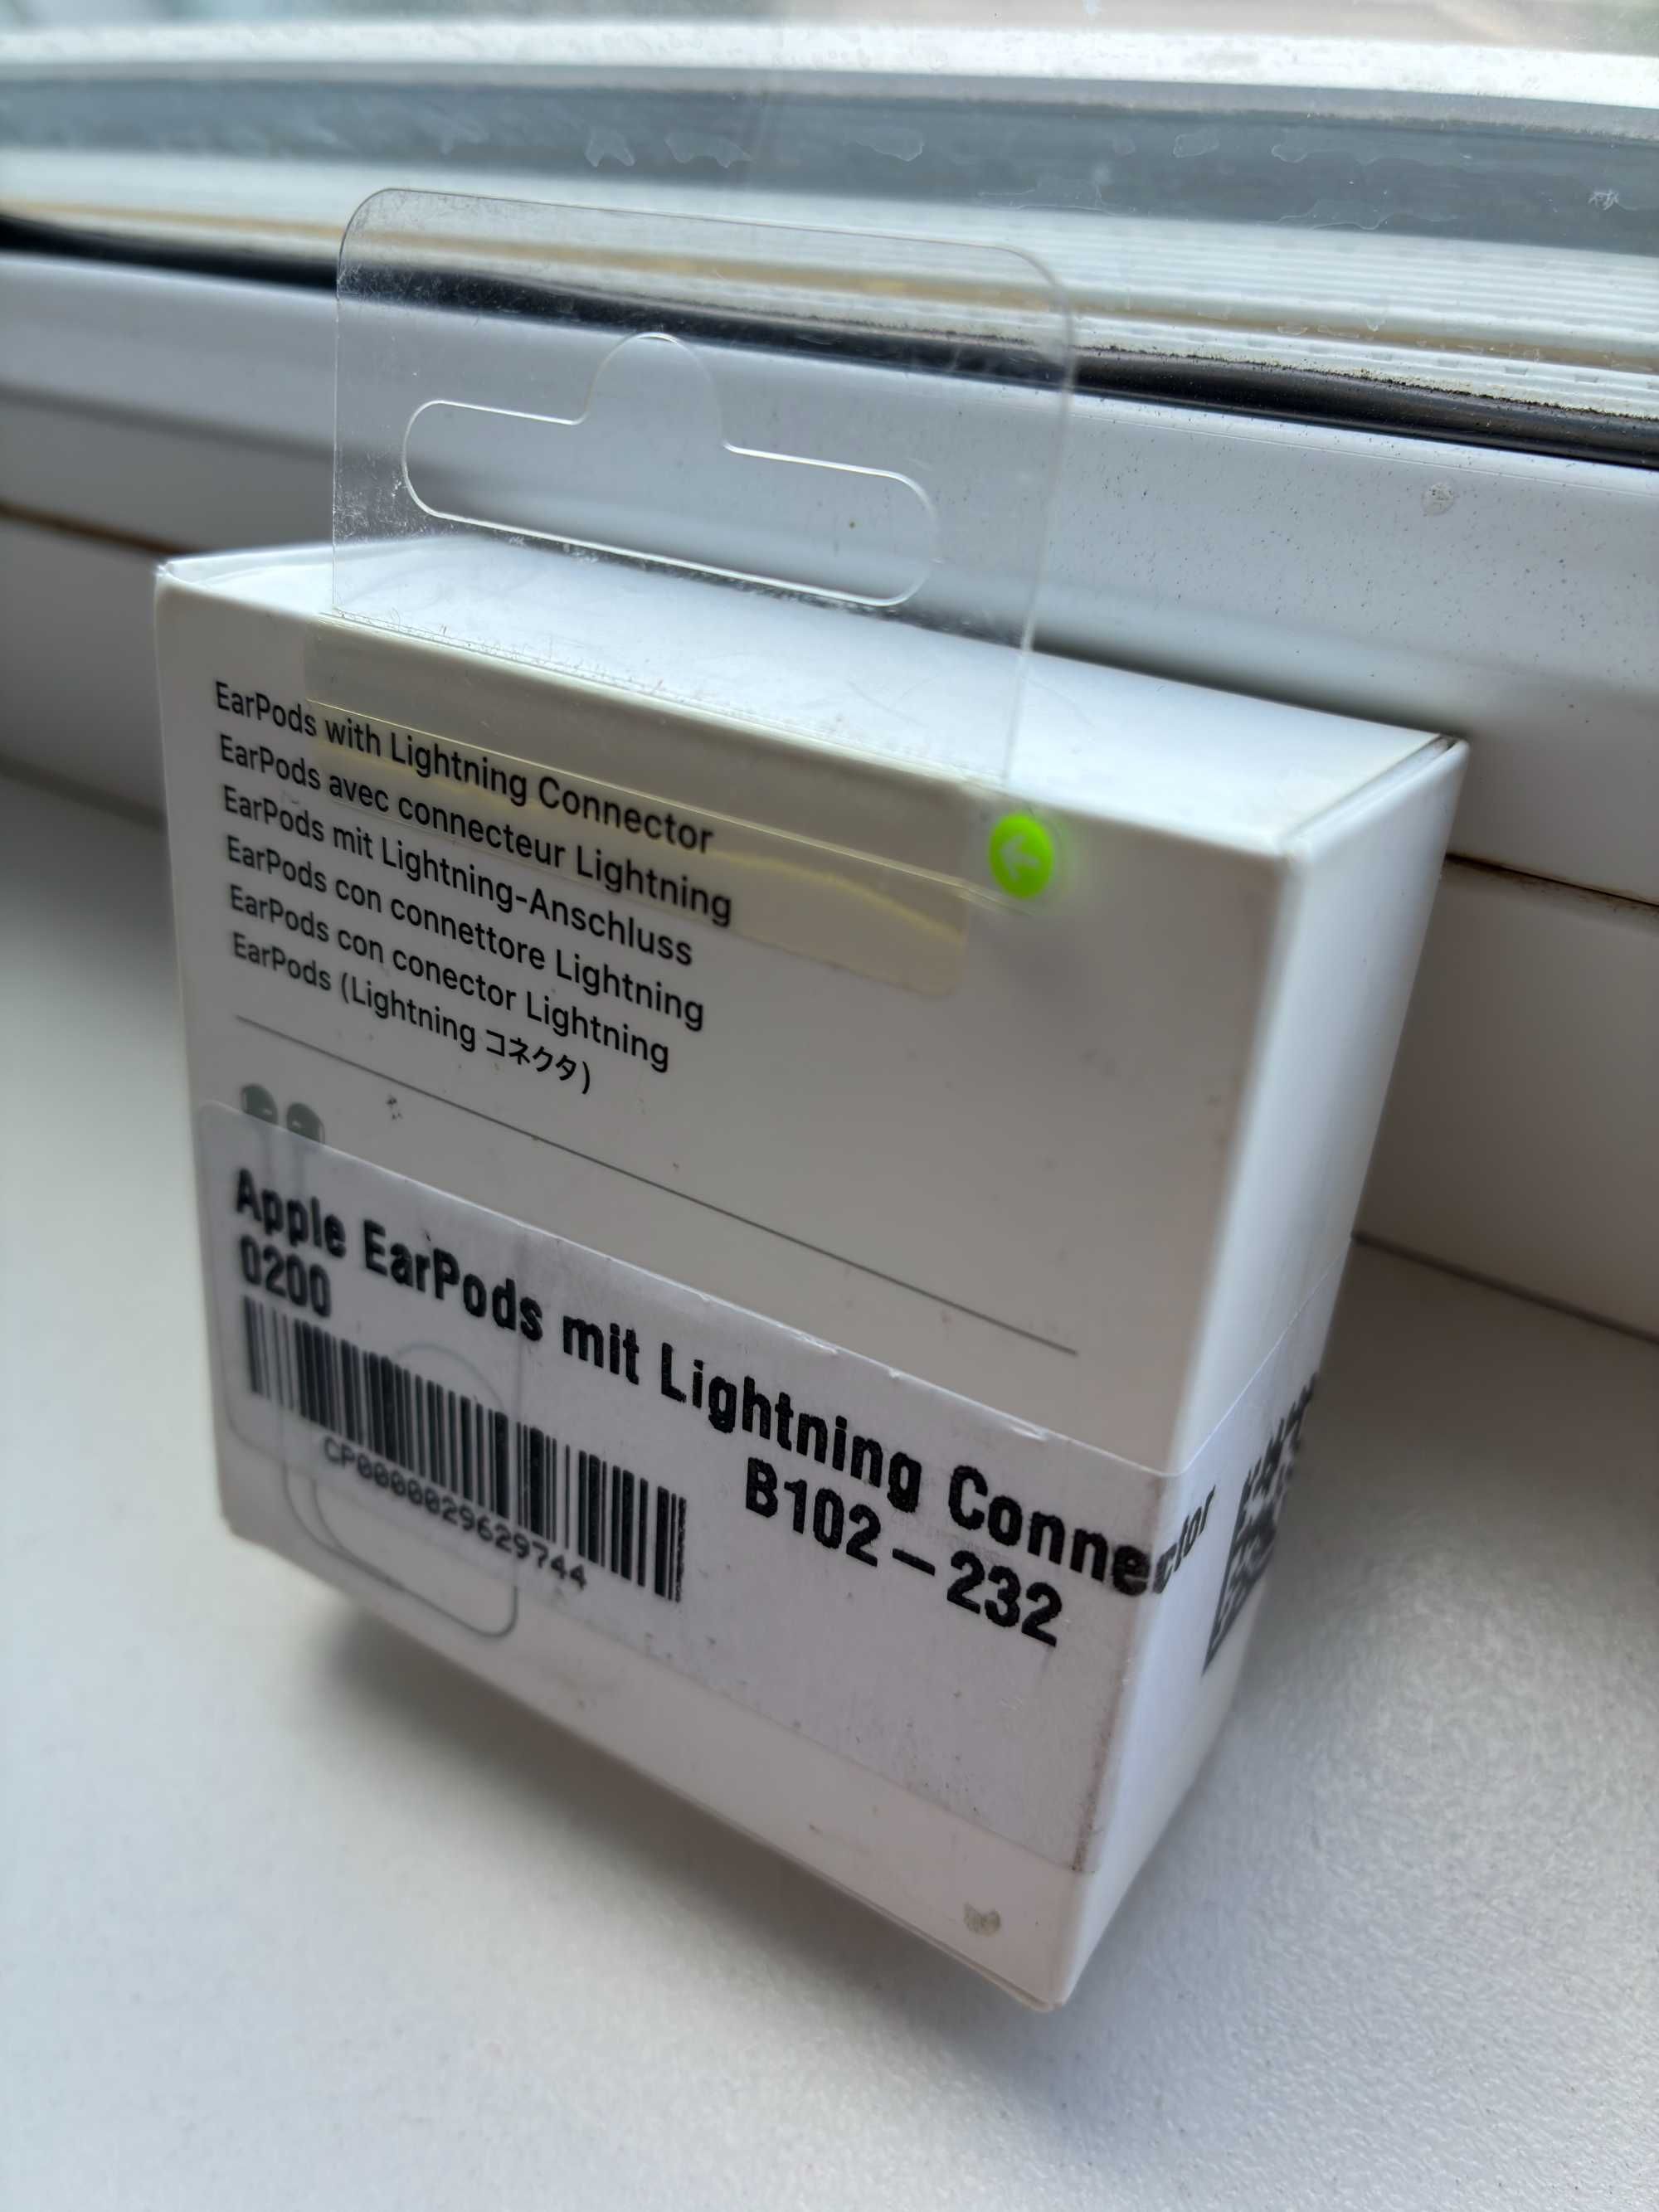 EarPods with Lightning Connector
EarPods avec connecteur Lightning
EarPods mit Lightning-Anschluss
EarPods con connettore Lightning
EarPods con conector Lightning
EarPods (Lightning コネクタ)
Apple EarPods mit Lightning Connector
0200
B102-232
CP0000029629744